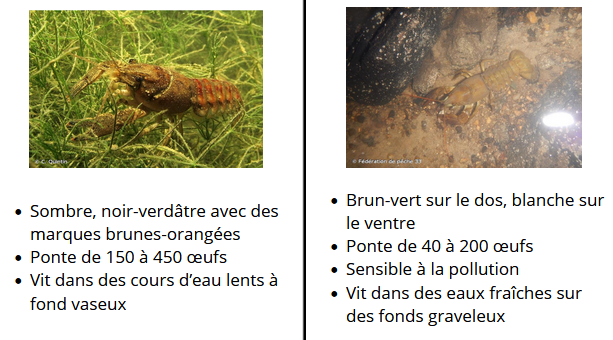 © C. Quentin
© Fédération de pêche 33
• Sombre, noir-verdâtre avec des
marques brunes-orangées
• Ponte de 150 à 450 œufs
• Vit dans des cours d’eau lents à
fond vaseux
• Brun-vert sur le dos, blanche sur
le ventre
• Ponte de 40 à 200 œufs
• Sensible à la pollution
• Vit dans des eaux fraîches sur
des fonds graveleux